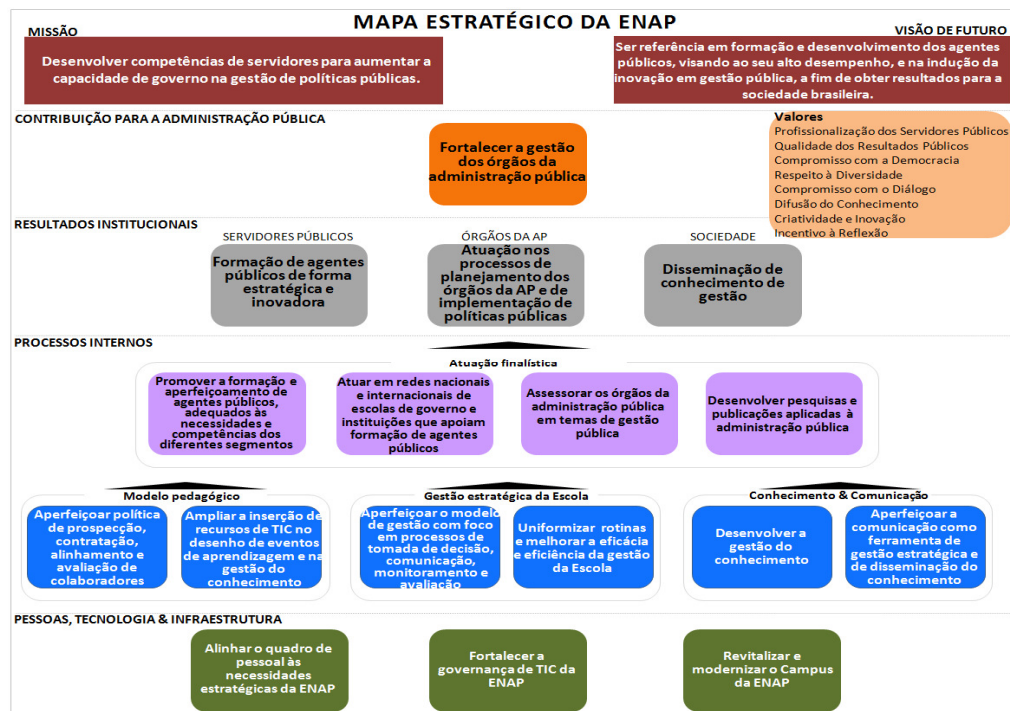 MAPA ESTRATÉGICO DA ENAP
MISSÃO
VISÃO DE FUTURO
Desenvolver competências de servidores para aumentar a
capacidade de governo na gestão de políticas públicas.
Ser referência em formação e desenvolvimento dos agentes
públicos, visando ao seu alto desempenho, e na indução da
inovação em gestão pública, a fim de obter resultados para a
sociedade brasileira.
CONTRIBUIÇÃO PARA A ADMINISTRAÇÃO PÚBLICA
Fortalecer a gestão
dos órgãos da
administração pública
Valores
Profissionalização dos Servidores Públicos
Qualidade dos Resultados Públicos
Compromisso com a Democracia
Respeito à Diversidade
Compromisso com o Diálogo
Difusão do Conhecimento
Criatividade e Inovação
Incentivo à Reflexão
RESULTADOS INSTITUCIONAIS
SERVIDORES PÚBLICOS
Formação de agentes
públicos de forma
estratégica e
inovadora
ÓRGÃOS DA AP
Atuação nos
processos de
planejamento dos
órgãos da AP e de
implementação de
políticas públicas
SOCIEDADE
Disseminação de
conhecimento de
gestão
PROCESSOS INTERNOS
Atuação finalística
Promover a formação e
aperfeiçoamento de
agentes públicos,
adequados às
necessidades e
competências dos
diferentes segmentos
Atuar em redes nacionais
e internacionais de
escolas de governo e
instituições que apoiam
formação de agentes
públicos
Assessorar os órgãos da
administração pública
em temas de gestão
pública
Desenvolver pesquisas e
publicações aplicadas à
administração pública
Modelo pedagógico
Aperfeiçoar política
de prospecção,
contratação,
alinhamento e
avaliação de
colaboradores
Ampliar a inserção de
recursos de TIC no
desenho de eventos
de aprendizagem e na
gestão do
conhecimento
Gestão estratégica da Escola
Aperfeiçoar o modelo
de gestão com foco
em processos de
tomada de decisão,
comunicação,
monitoramento e
avaliação
Uniformizar rotinas
e melhorar a eficácia
e eficiência da gestão
da Escola
Conhecimento & Comunicação
Desenvolver a
gestão do
conhecimento
Aperfeiçoar a
comunicação como
ferramenta de
gestão estratégica e
de disseminação do
conhecimento
PESSOAS, TECNOLOGIA & INFRAESTRUTURA
Alinhar o quadro de
pessoal às
necessidades
estratégicas da ENAP
Fortalecer a
governança de TIC da
ENAP
Revitalizar e
modernizar o Campus
da ENAP